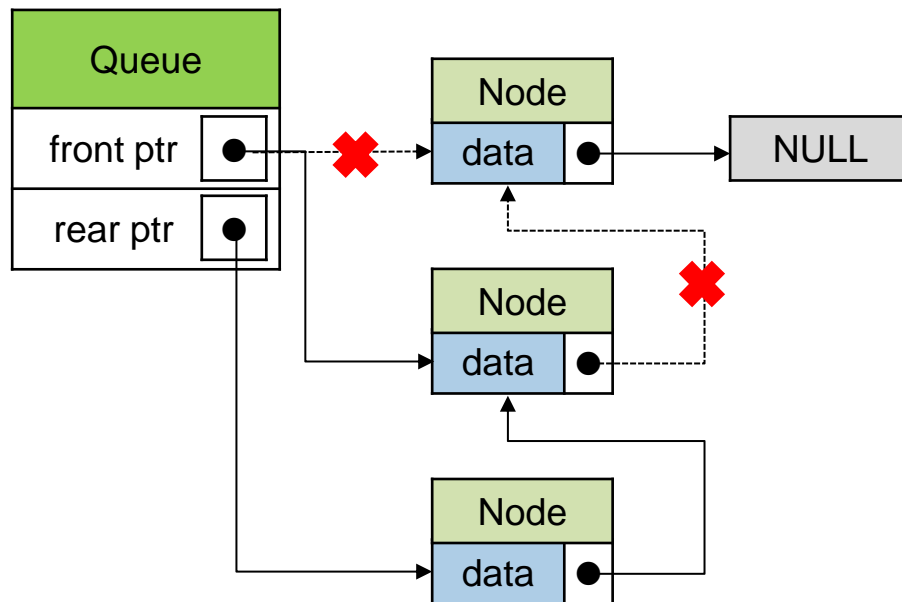 Queue
front ptr
rear ptr
Node
data
NULL
Node
data
Node
data